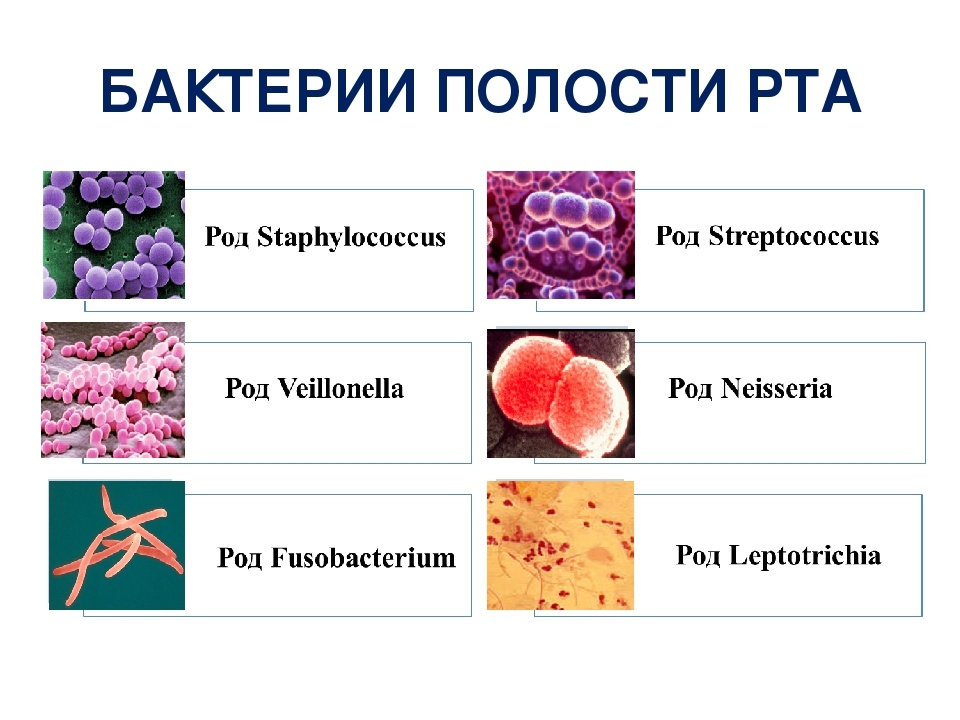 БАКТЕРИИ ПОЛОСТИ РТА
Род Staphylococcus
Род Streptococcus
Род Veillonella
Род Neisseria
Род Fusobacterium
Род Leptotrichia